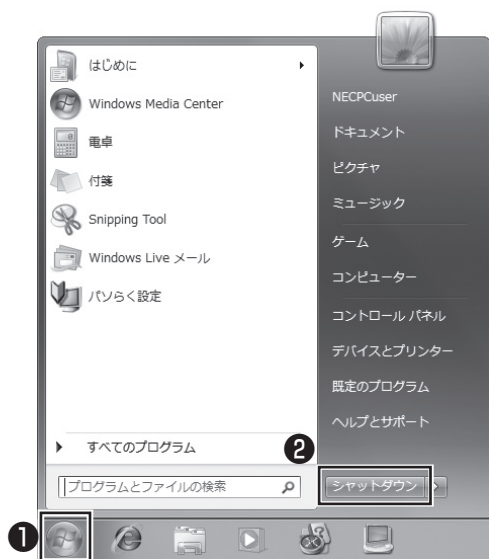 はじめに
Windows Media Center
電卓
付箋
Snipping Tool
Windows Live メール
パソらく設定
すべてのプログラム
プログラムとファイルの検索
NECPCuser
ドキュメント
ピクチャ
ミュージック
ゲーム
コンピューター
コントロール パネル
デバイスとプリンター
既定のプログラム
ヘルプとサポート
❷
シャットダウン
❶